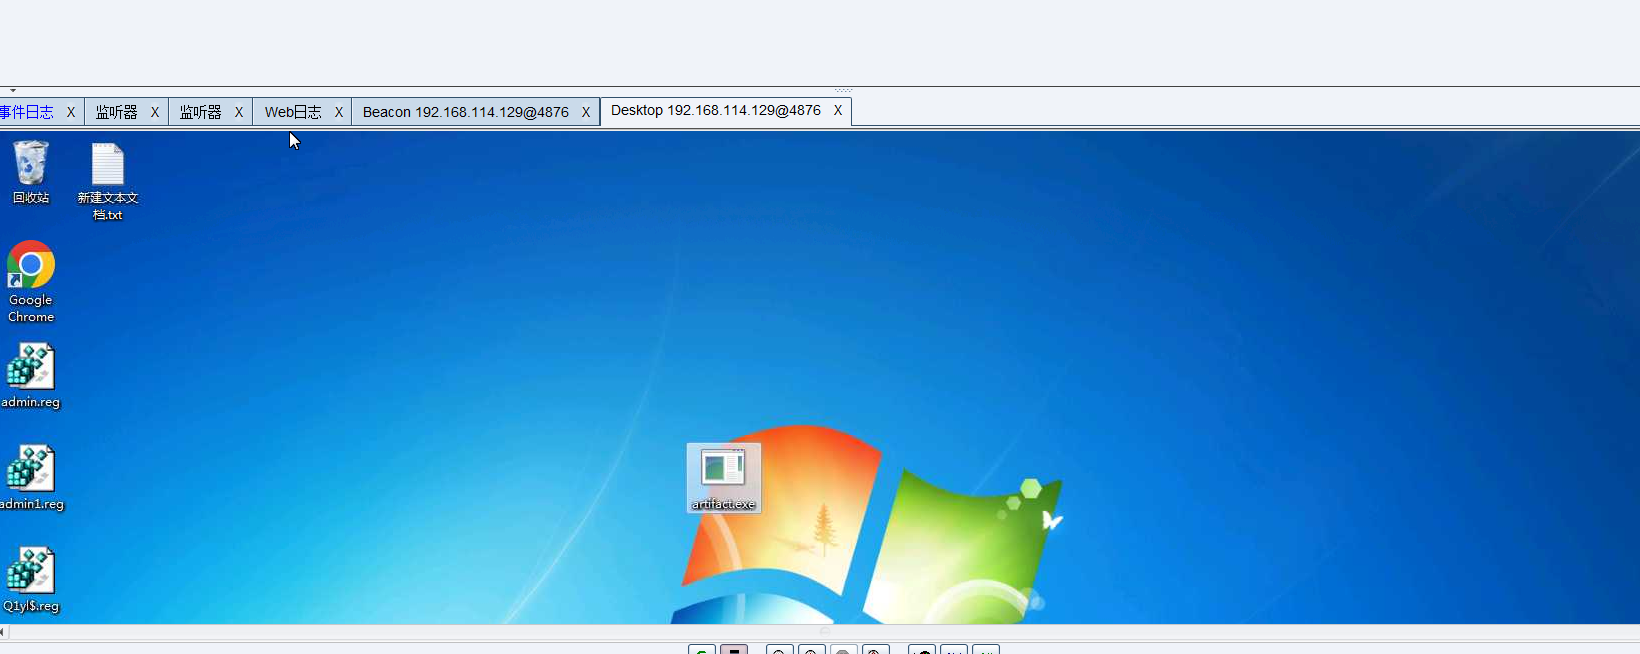 事件日志 X 监听器 X 监听器 X Web日志 X Beacon 192.168.114.129@4876 X Desktop 192.168.114.129@4876 X
回收站
新建文本文
档.txt
Google
Chrome
admin.reg
admin1.reg
artifact.exe
Q1yl$.reg